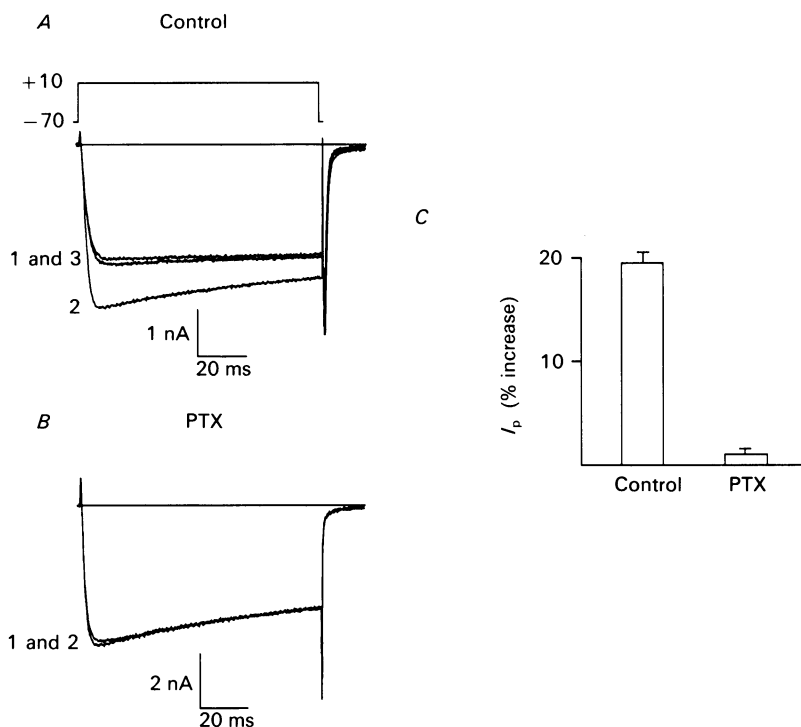 A
Control
+10
−70
1 and 3
2
1 nA
20 ms
B
PTX
1 and 2
2 nA
20 ms
C
20
10
Ip (% increase)
Control
PTX